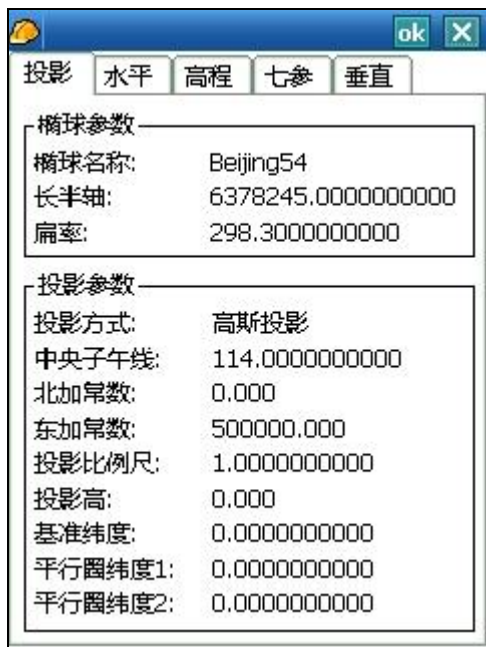 ok
投影 水平 高程 七参 垂直
椭球参数
椭球名称: Beijing54
长半轴: 6378245.0000000000
扁率: 298.3000000000
投影参数
投影方式: 高斯投影
中央子午线: 114.0000000000
北加常数: 0.000
东加常数: 500000.000
投影比例尺: 1.0000000000
投影高: 0.000
基准纬度: 0.0000000000
平行圈纬度1: 0.0000000000
平行圈纬度2: 0.0000000000